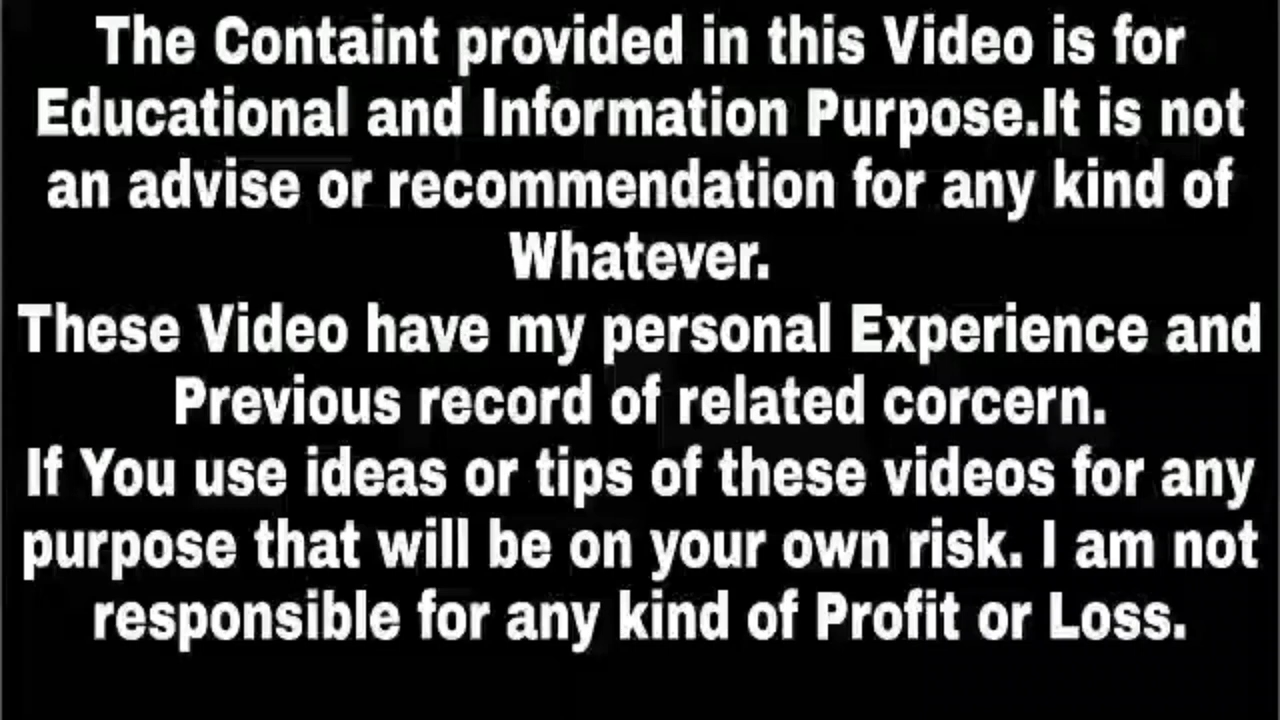 The Containt provided in this Video is for
Educational and Information Purpose.It is not
an advise or recommendation for any kind of
Whatever.
These Video have my personal Experience and
Previous record of related corcern.
If You use ideas or tips of these videos for any
purpose that will be on your own risk. I am not
responsible for any kind of Profit or Loss.